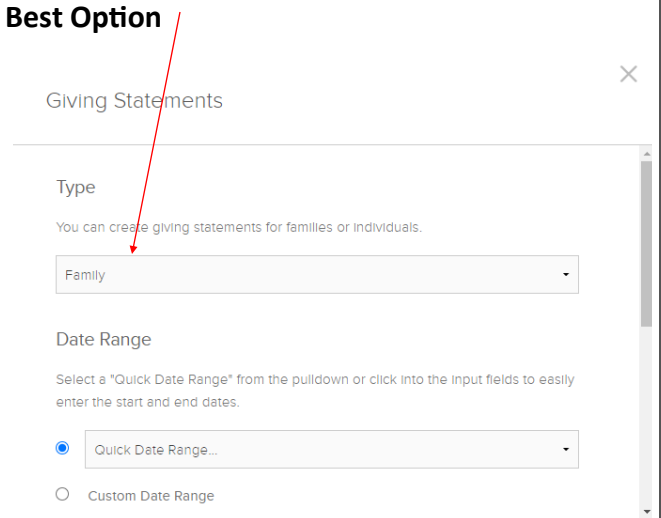 Best Option
Giving Statements
Type
You can create giving statements for families or individuals.
Family
Date Range
Select a "Quick Date Range" from the pulldown or click into the input fields to easily
enter the start and end dates.
Quick Date Range...
Custom Date Range